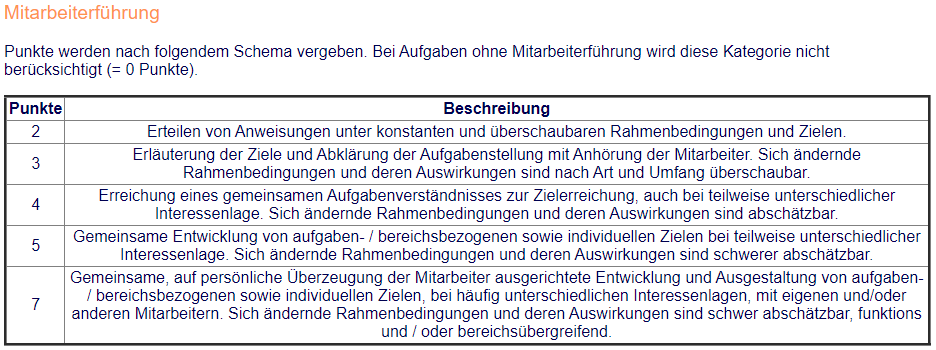 Mitarbeiterführung
Punkte werden nach folgendem Schema vergeben. Bei Aufgaben ohne Mitarbeiterführung wird diese Kategorie nicht
berücksichtigt (= 0 Punkte).
Punkte Beschreibung
2 Erteilen von Anweisungen unter konstanten und überschaubaren Rahmenbedingungen und Zielen.
3 Erläuterung der Ziele und Abklärung der Aufgabenstellung mit Anhörung der Mitarbeiter. Sich ändernde
Rahmenbedingungen und deren Auswirkungen sind nach Art und Umfang überschaubar.
4 Erreichung eines gemeinsamen Aufgabenverständnisses zur Zielerreichung, auch bei teilweise unterschiedlicher
Interessenlage. Sich ändernde Rahmenbedingungen und deren Auswirkungen sind abschätzbar.
5 Gemeinsame Entwicklung von aufgaben- / bereichsbezogenen sowie individuellen Zielen bei teilweise unterschiedlicher
Interessenlage. Sich ändernde Rahmenbedingungen und deren Auswirkungen sind schwerer abschätzbar.
7 Gemeinsame, auf persönliche Überzeugung der Mitarbeiter ausgerichtete Entwicklung und Ausgestaltung von aufgaben-
/ bereichsbezogenen sowie individuellen Zielen, bei häufig unterschiedlichen Interessenlagen, mit eigenen und/oder
anderen Mitarbeitern. Sich ändernde Rahmenbedingungen und deren Auswirkungen sind schwer abschätzbar, funktions
und / oder bereichsübergreifend.